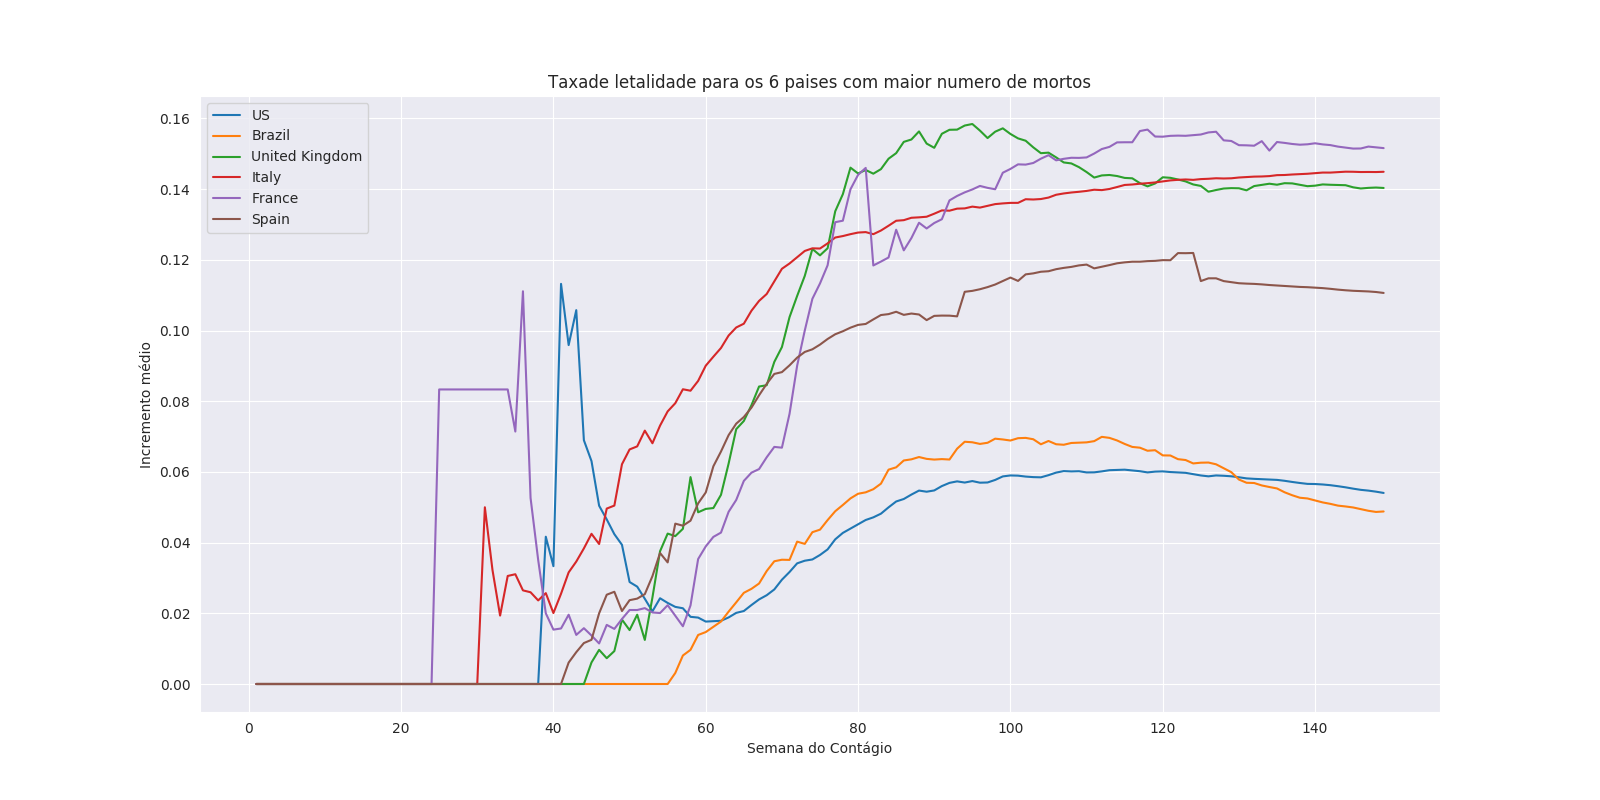 Taxade letalidade para os 6 paises com maior numero de mortos
US
Brazil
United Kingdom
Italy
France
Spain
Incremento médio
0.16
0.14
0.12
0.10
0.08
0.06
0.04
0.02
0.00
0 20 40 60 80 100 120 140
Semana do Contágio